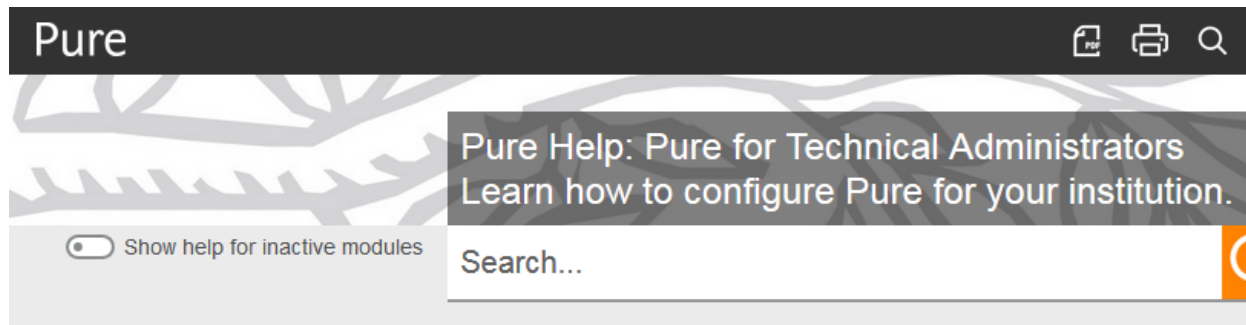 Pure
PDF
Pure Help: Pure for Technical Administrators
Learn how to configure Pure for your institution.
Show help for inactive modules
Search...